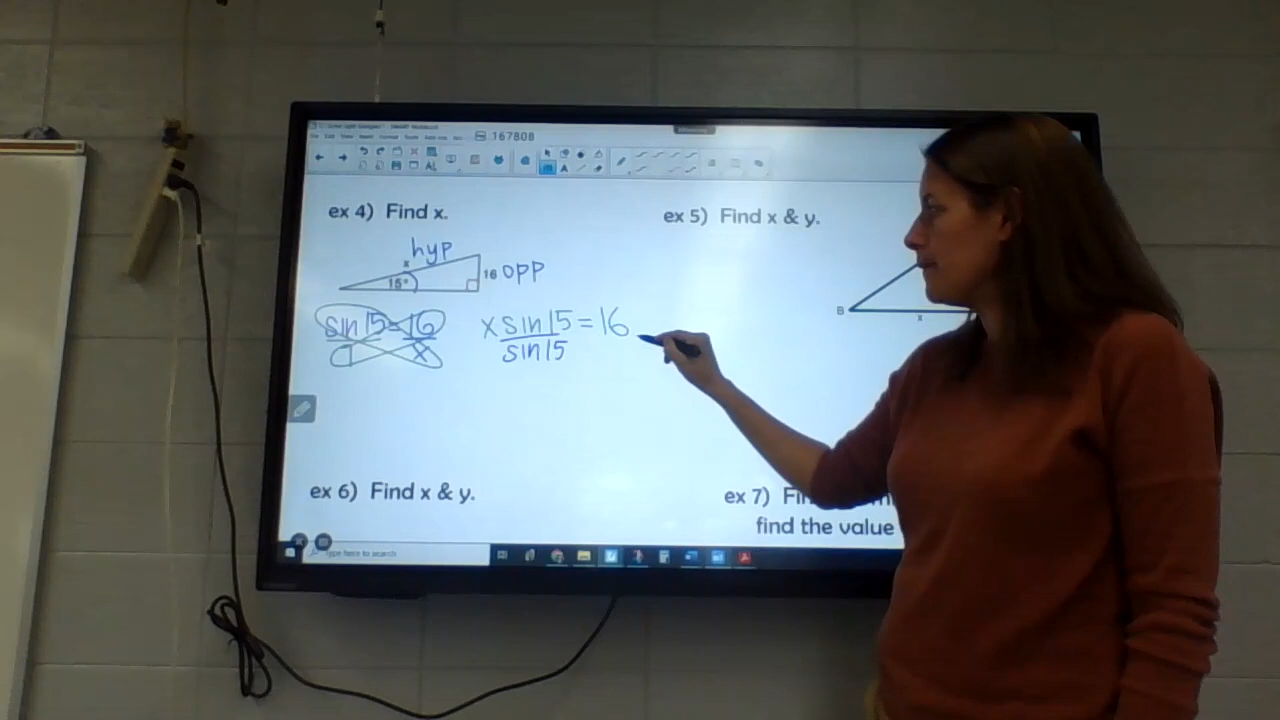 167808
ex 4) Find x.
hyp
x
15°
16 opp
sin 15 = 16
1 x
x sin 15 = 16
sin 15
ex 5) Find x & y.
B
x
ex 6) Find x & y.
ex 7)
find the value
Type here to search